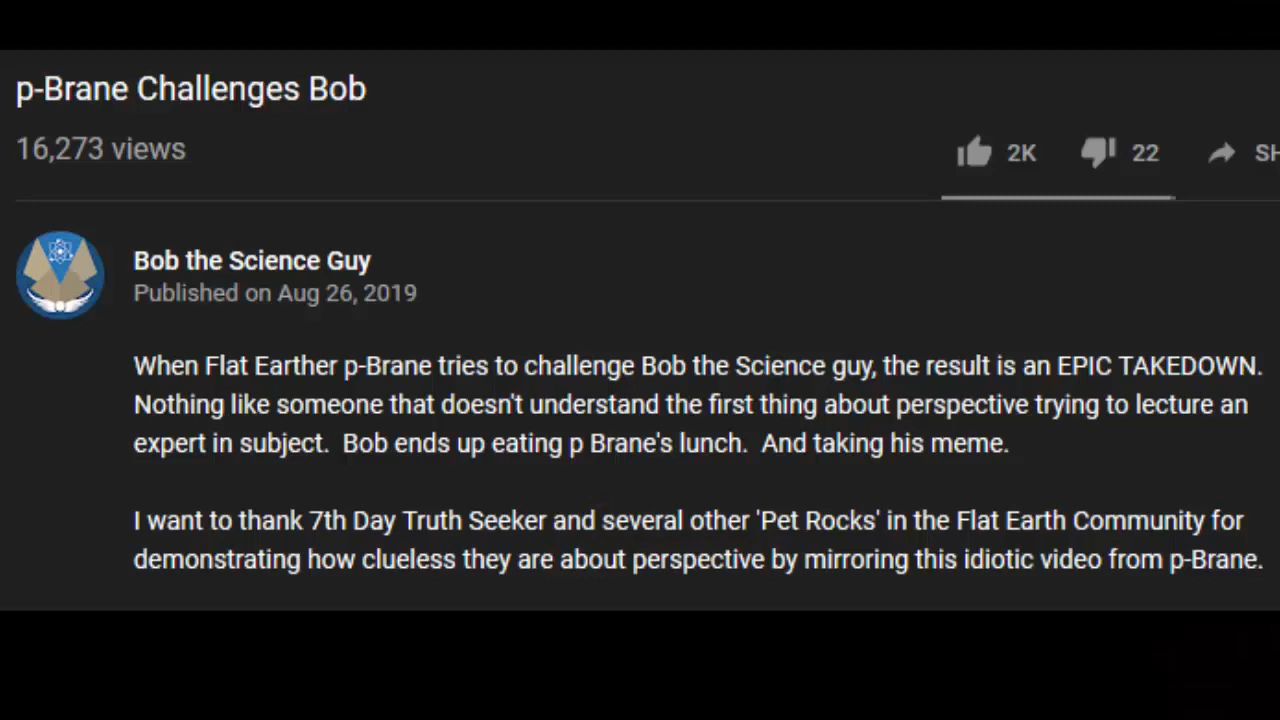 p-Brane Challenges Bob
16,273 views
2K 22 SH
Bob the Science Guy
Published on Aug 26, 2019
When Flat Earther p-Brane tries to challenge Bob the Science guy, the result is an EPIC TAKEDOWN.
Nothing like someone that doesn't understand the first thing about perspective trying to lecture an
expert in subject.  Bob ends up eating p Brane's lunch.  And taking his meme.
I want to thank 7th Day Truth Seeker and several other 'Pet Rocks' in the Flat Earth Community for
demonstrating how clueless they are about perspective by mirroring this idiotic video from p-Brane.